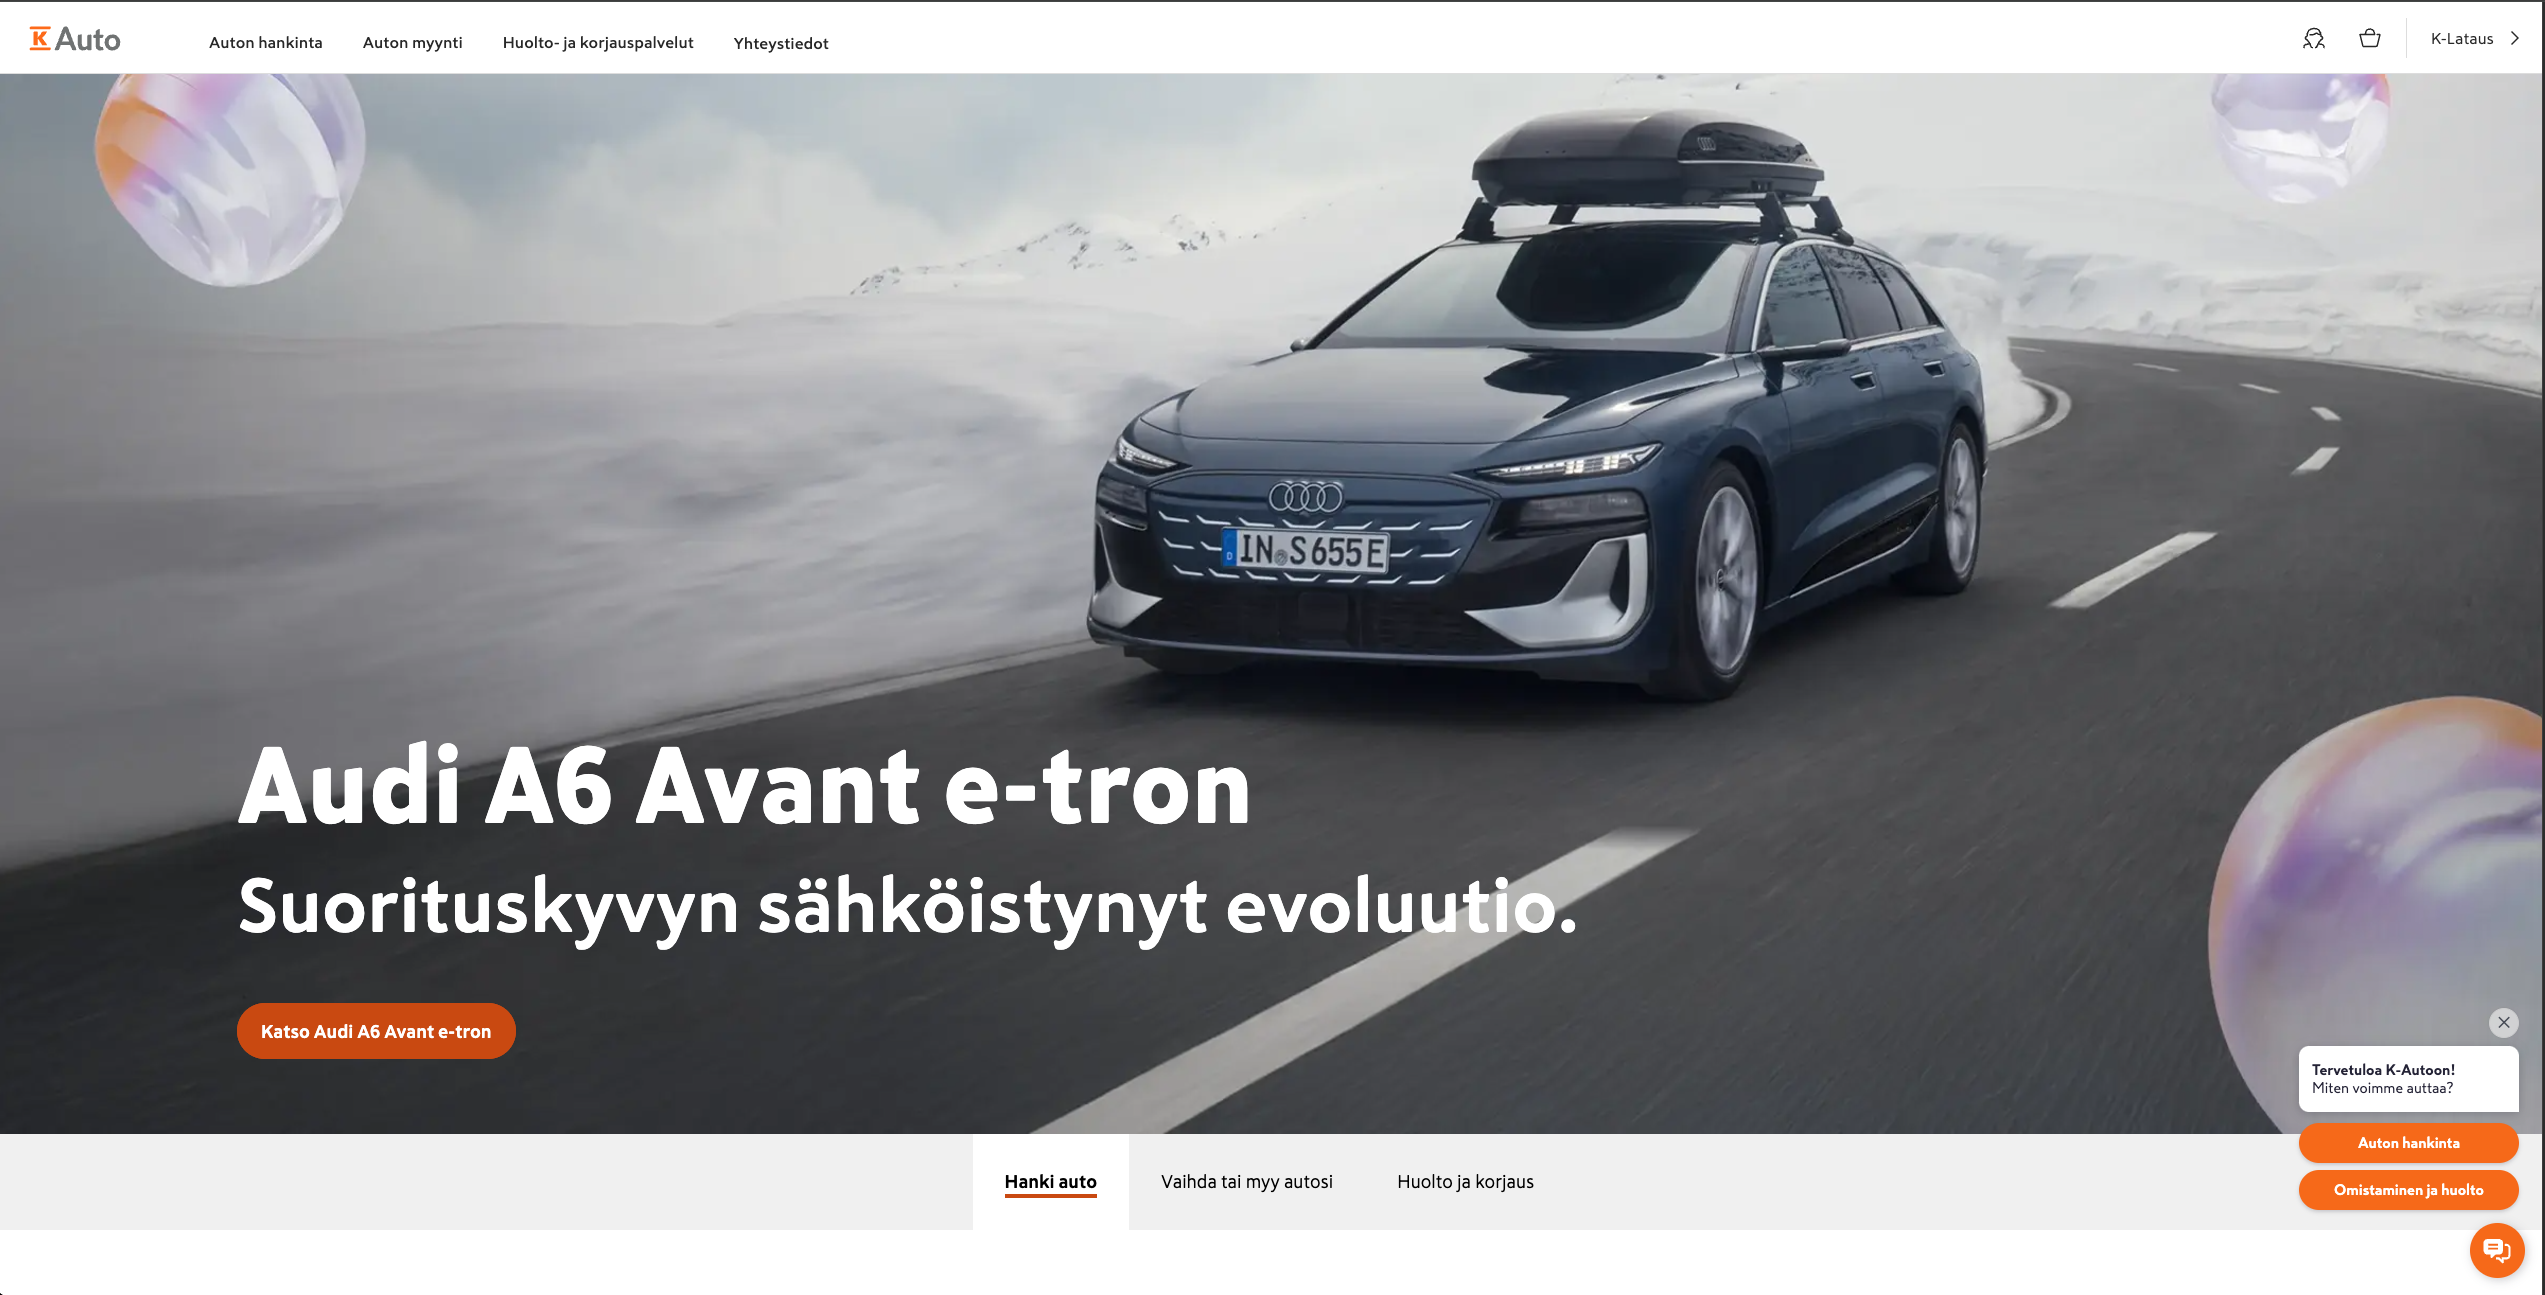 K Auto
Auton hankinta
Auton myynti
Huolto- ja korjauspalvelut
Yhteystiedot
K-Lataus
IN S 655 E
D
Audi A6 Avant e-tron
Suorituskyvyn sähköistynyt evoluutio.
Katso Audi A6 Avant e-tron
Tervetuloa K-Autoon!
Miten voimme auttaa?
Auton hankinta
Omistaminen ja huolto
Hanki auto
Vaihda tai myy autosi
Huolto ja korjaus